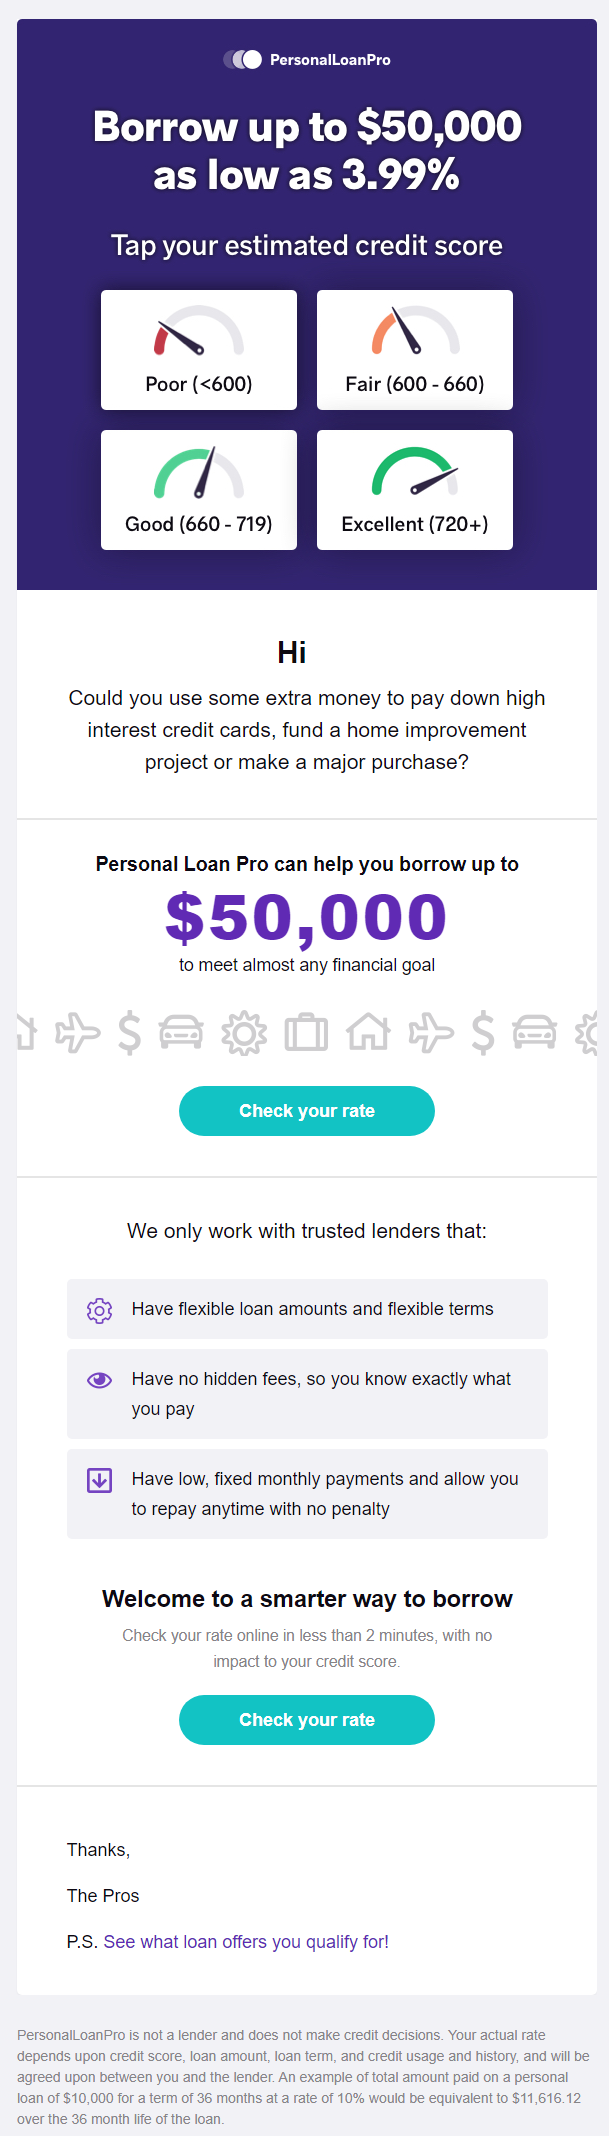 PersonalLoanPro
Borrow up to $50,000
as low as 3.99%
Tap your estimated credit score
Poor (<600)
Fair (600 - 660)
Good (660 - 719)
Excellent (720+)
Hi
Could you use some extra money to pay down high
interest credit cards, fund a home improvement
project or make a major purchase?
Personal Loan Pro can help you borrow up to
$50,000
to meet almost any financial goal
Check your rate
We only work with trusted lenders that:
Have flexible loan amounts and flexible terms
Have no hidden fees, so you know exactly what
you pay
Have low, fixed monthly payments and allow you
to repay anytime with no penalty
Welcome to a smarter way to borrow
Check your rate online in less than 2 minutes, with no
impact to your credit score.
Check your rate
Thanks,
The Pros
P.S. See what loan offers you qualify for!
PersonalLoanPro is not a lender and does not make credit decisions. Your actual rate
depends upon credit score, loan amount, loan term, and credit usage and history, and will be
agreed upon between you and the lender. An example of total amount paid on a personal
loan of $10,000 for a term of 36 months at a rate of 10% would be equivalent to $11,616.12
over the 36 month life of the loan.